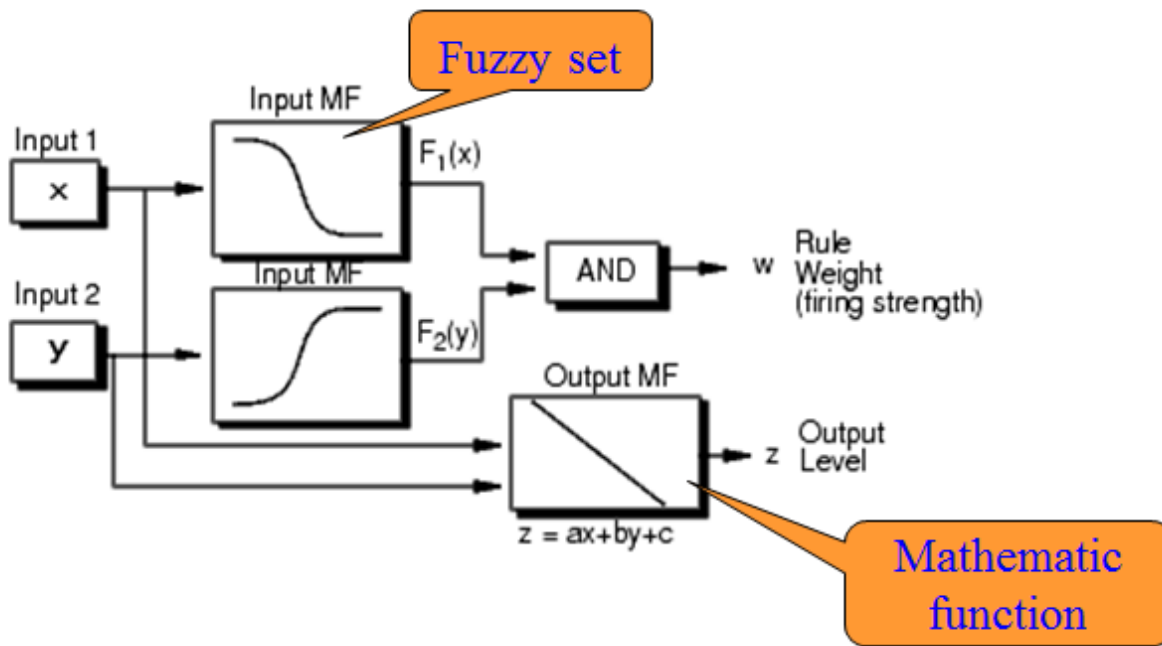 Fuzzy set
Input MF
Input 1
x
F₁(x)
Input MF
Input 2
y
F₂(y)
AND
w
Rule
Weight
(firing strength)
Output MF
z = ax+by+c
z
Output
Level
Mathematic
function